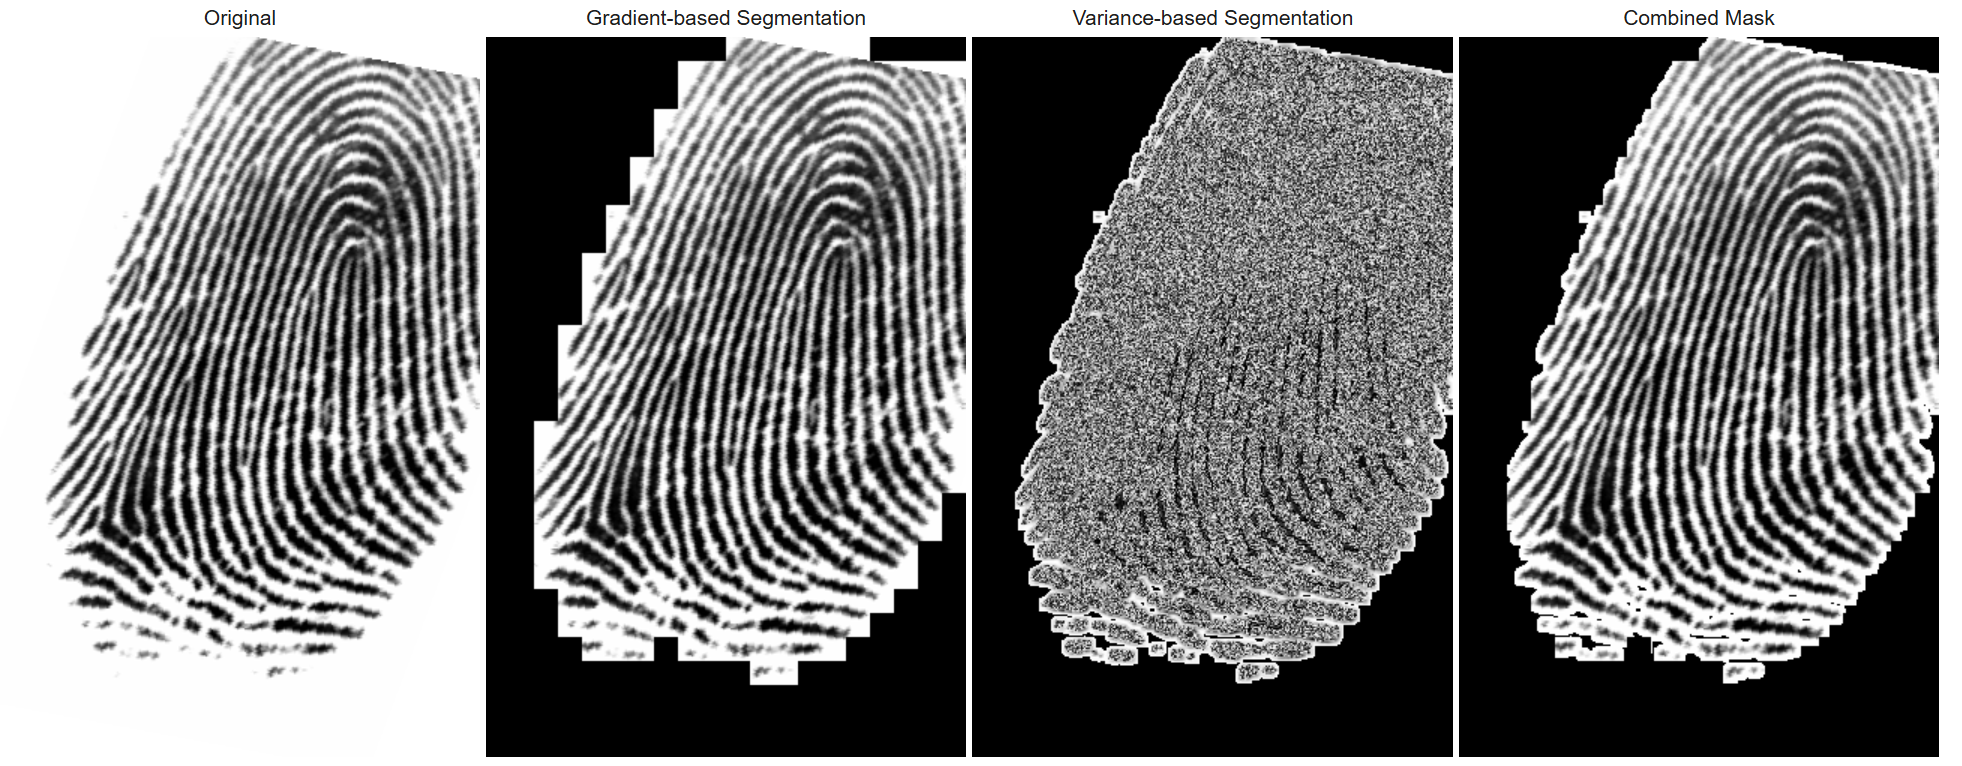 Original
Gradient-based Segmentation
Variance-based Segmentation
Combined Mask